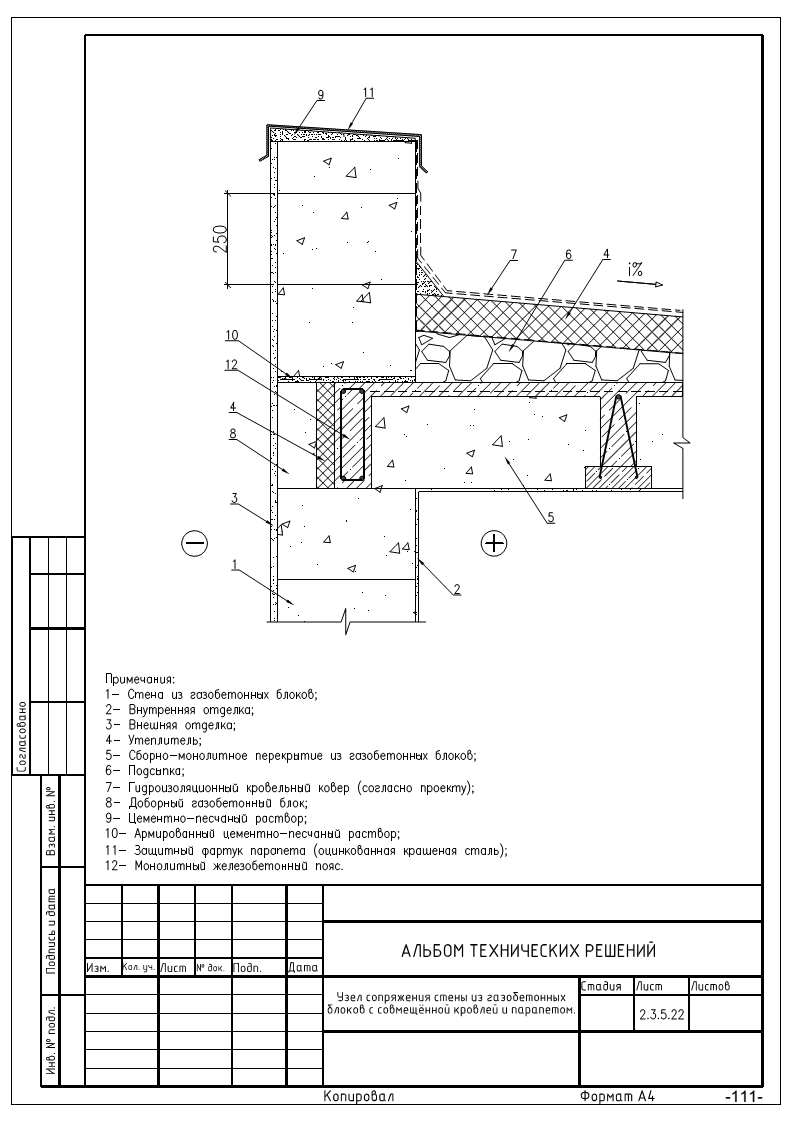 9
11
250
7
6
4
i%
10
12
4
8
3
5
1
2
Примечания:
1– Стена из газобетонных блоков;
2– Внутренняя отделка;
3– Внешняя отделка;
4– Утеплитель;
5– Сборно–монолитное перекрытие из газобетонных блоков;
6– Подсыпка;
7– Гидроизоляционный кровельный ковер (согласно проекту);
8– Доборный газобетонный блок;
9– Цементно–песчаный раствор;
10– Армированный цементно–песчаный раствор;
11– Защитный фартук парапета (оцинкованная крашеная сталь);
12– Монолитный железобетонный пояс.
Согласовано
Взам. инв. №
Подпись и дата
Инв. № подл.
Изм. Кол. уч. Лист № док. Подп. Дата
АЛЬБОМ ТЕХНИЧЕСКИХ РЕШЕНИЙ
Узел сопряжения стены из газобетонных
блоков с совмещённой кровлей и парапетом.
Стадия Лист Листов
2.3.5.22
Копировал Формат А4 -111-